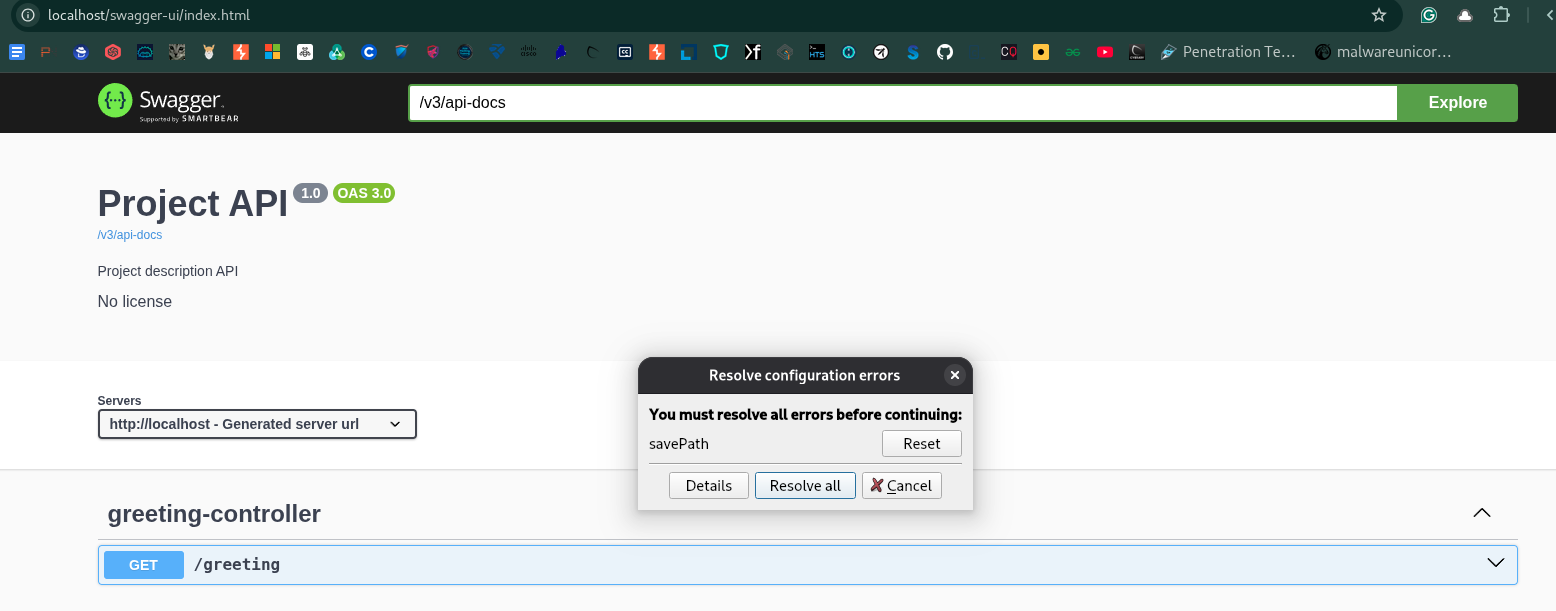 localhost/swagger-ui/index.html
Penetration Te... malwareunicor...
Swagger.
Supported by SMARTBEAR
/v3/api-docs
Explore
Project API 1.0 OAS 3.0
/v3/api-docs
Project description API
No license
Resolve configuration errors
You must resolve all errors before continuing:
savePath Reset
Details Resolve all Cancel
Servers
http://localhost - Generated server url
greeting-controller
GET /greeting